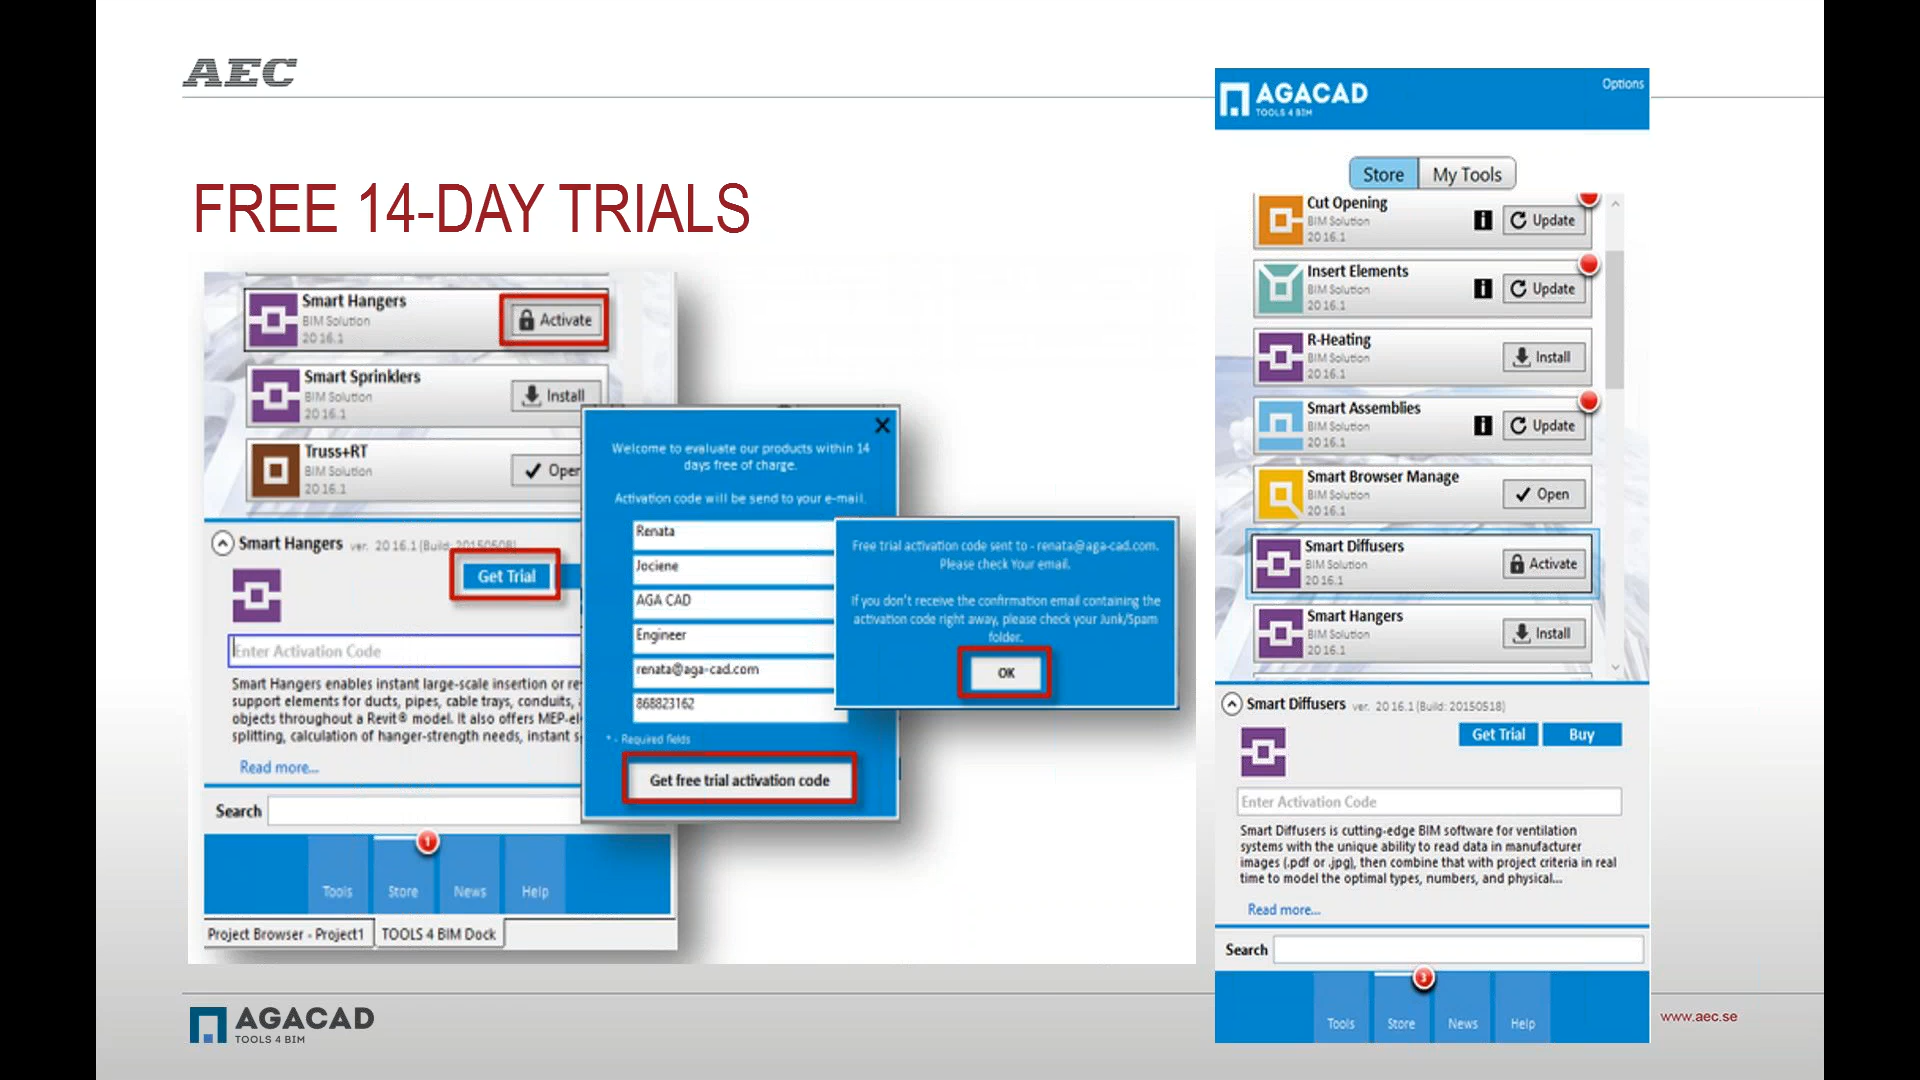 AEC
FREE 14-DAY TRIALS
Smart Hangers
BIM Solution
2016.1
Activate
Smart Sprinklers
BIM Solution
2016.1
Install
Truss+RT
BIM Solution
2016.1
Open
Smart Hangers ver. 2016.1 (Build: 20150508)
Get Trial
Enter Activation Code
Smart Hangers enables instant large-scale insertion or re
support elements for ducts, pipes, cable trays, conduits,
objects throughout a Revit® model. It also offers MEP-el
splitting, calculation of hanger-strength needs, instant s
Read more...
Search
1
Tools
Store
News
Help
Project Browser - Project1
TOOLS 4 BIM Dock
Welcome to evaluate our products within 14
days free of charge.
Activation code will be send to your e-mail.
Renata
Jociene
AGA CAD
Engineer
renata@aga-cad.com
868823162
* - Required fields
Get free trial activation code
Free trial activation code sent to - renata@aga-cad.com.
Please check Your email.
If you don't receive the confirmation email containing the
activation code right away, please check your Junk/Spam
folder.
OK
AGACAD
TOOLS 4 BIM
Options
Store
My Tools
Cut Opening
BIM Solution
2016.1
Update
Insert Elements
BIM Solution
2016.1
Update
R-Heating
BIM Solution
2016.1
Install
Smart Assemblies
BIM Solution
2016.1
Update
Smart Browser Manage
BIM Solution
2016.1
Open
Smart Diffusers
BIM Solution
2016.1
Activate
Smart Hangers
BIM Solution
2016.1
Install
Smart Diffusers ver. 2016.1 (Build: 20150518)
Get Trial
Buy
Enter Activation Code
Smart Diffusers is cutting-edge BIM software for ventilation
systems with the unique ability to read data in manufacturer
images (.pdf or .jpg), then combine that with project criteria in real
time to model the optimal types, numbers, and physical...
Read more...
Search
3
Tools
Store
News
Help
AGACAD
TOOLS 4 BIM
www.aec.se